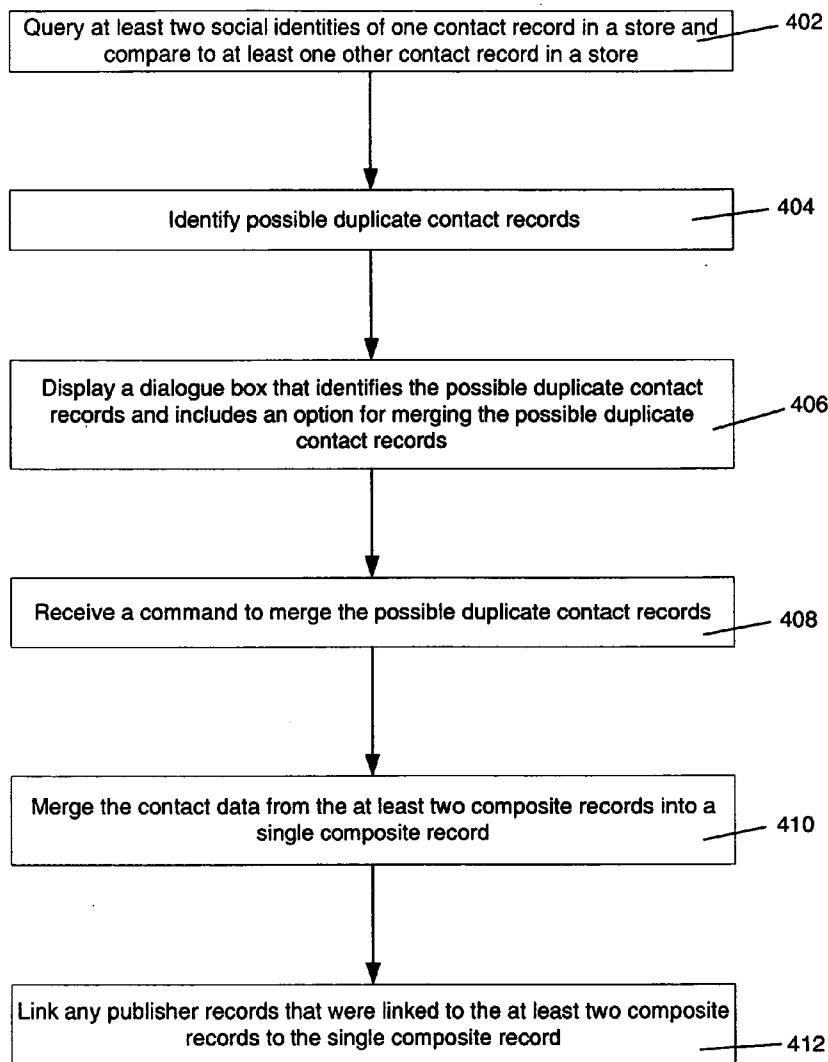 Query at least two social identities of one contact record in a store and
compare to at least one other contact record in a store
402
Identify possible duplicate contact records
404
Display a dialogue box that identifies the possible duplicate contact
records and includes an option for merging the possible duplicate
contact records
406
Receive a command to merge the possible duplicate contact records
408
Merge the contact data from the at least two composite records into a
single composite record
410
Link any publisher records that were linked to the at least two composite
records to the single composite record
412